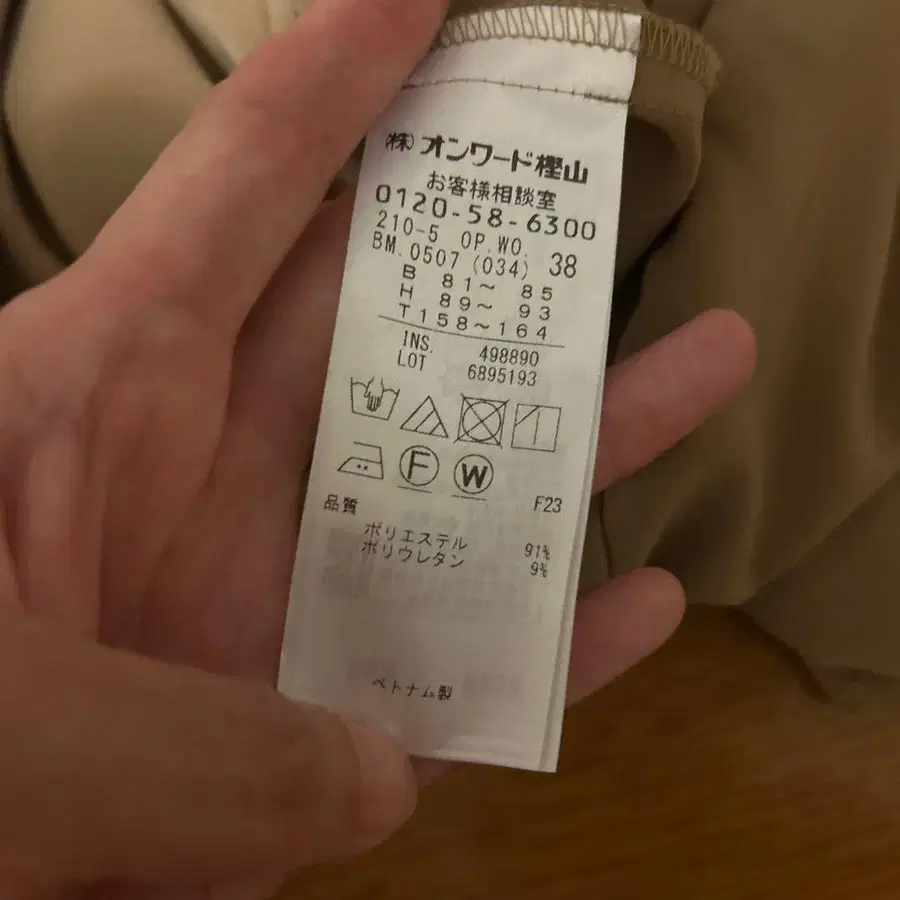 ㈱オンワード樫山
お客様相談室
0120-58-6300
210-5 OP.WO.
BM.0507 (034) 38
B 81～ 85
H 89～ 93
T 158～164
INS. 498890
LOT 6895193
F W
F23
品質
ポリエステル 91%
ポリウレタン 9%
ベトナム製